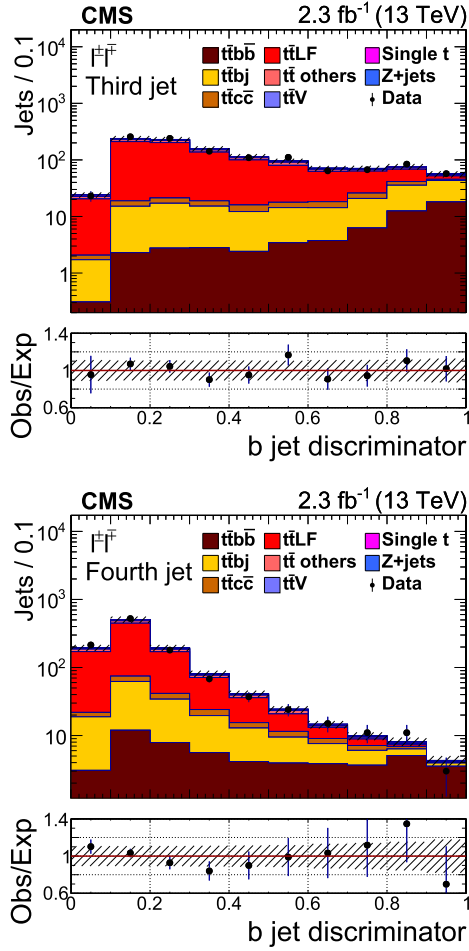 CMS 2.3 fb⁻¹ (13 TeV)
l±l∓ tt̄bb̄ tt̄LF Single t
Third jet tt̄bj tt̄ others Z+jets
tt̄cc̄ tt̄V Data
Jets / 0.1
10⁴
10³
10²
10
1
Obs/Exp
1.4
1
0.6
0 0.2 0.4 0.6 0.8 1
b jet discriminator
CMS 2.3 fb⁻¹ (13 TeV)
l±l∓ tt̄bb̄ tt̄LF Single t
Fourth jet tt̄bj tt̄ others Z+jets
tt̄cc̄ tt̄V Data
Jets / 0.1
10⁴
10³
10²
10
Obs/Exp
1.4
1
0.6
0 0.2 0.4 0.6 0.8 1
b jet discriminator